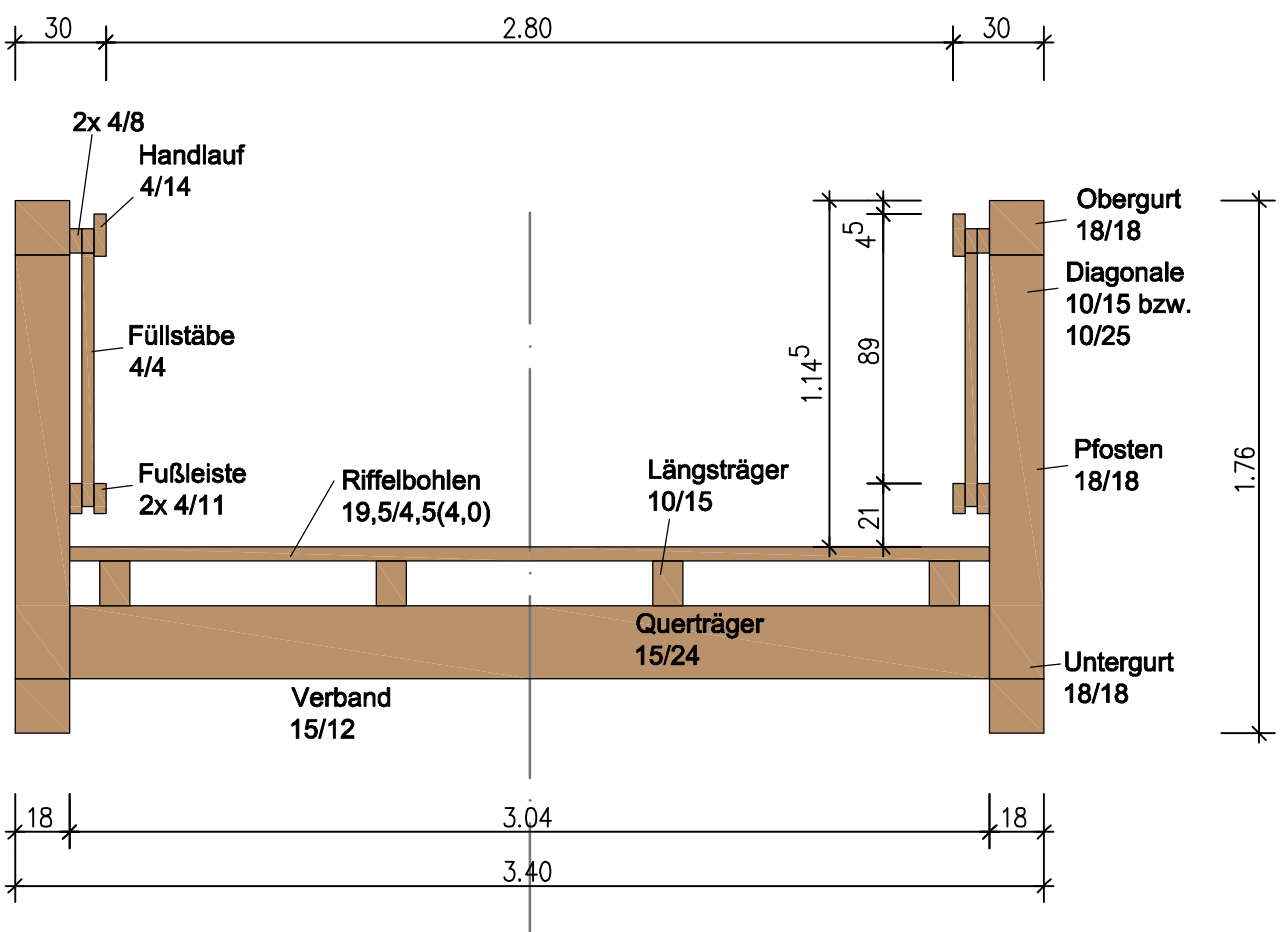 30
2.80
30
2x 4/8
Handlauf
4/14
Obergurt
18/18
4⁵
Diagonale
10/15 bzw.
10/25
Füllstäbe
4/4
1.14⁵
89
Pfosten
18/18
1.76
Fußleiste
2x 4/11
Riffelbohlen
19,5/4,5(4,0)
Längsträger
10/15
21
Querträger
15/24
Untergurt
18/18
Verband
15/12
18
3.04
18
3.40